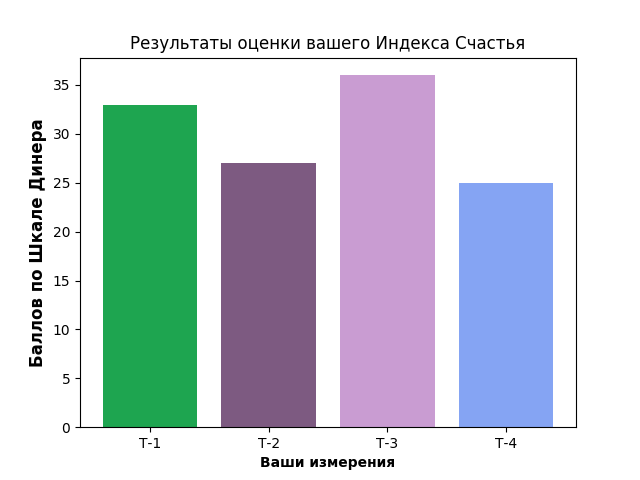 Результаты оценки вашего Индекса Счастья
Баллов по Шкале Динера
35
30
25
20
15
10
5
0
Т-1
Т-2
Т-3
Т-4
Ваши измерения